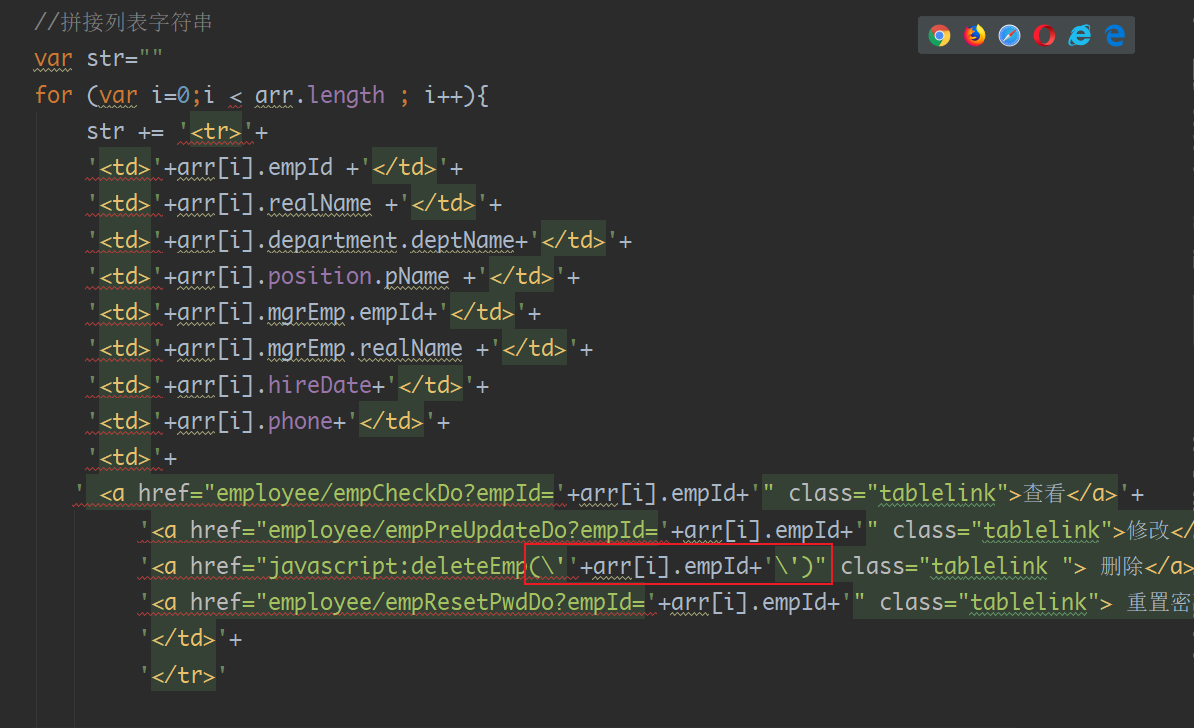 //拼接列表字符串
var str=""
for (var i=0;i < arr.length ; i++){
str += '<tr>'+
'<td>'+arr[i].empId +'</td>'+
'<td>'+arr[i].realName +'</td>'+
'<td>'+arr[i].department.deptName+'</td>'+
'<td>'+arr[i].position.pName +'</td>'+
'<td>'+arr[i].mgrEmp.empId+'</td>'+
'<td>'+arr[i].mgrEmp.realName +'</td>'+
'<td>'+arr[i].hireDate+'</td>'+
'<td>'+arr[i].phone+'</td>'+
'<td>'+
' <a href="employee/empCheckDo?empId='+arr[i].empId+'" class="tablelink">查看</a>'+
'<a href="employee/empPreUpdateDo?empId='+arr[i].empId+'" class="tablelink">修改</
'<a href="javascript:deleteEmp(\''+arr[i].empId+'\')" class="tablelink "> 删除</a>
'<a href="employee/empResetPwdDo?empId='+arr[i].empId+'" class="tablelink"> 重置密
'</td>'+
'</tr>'